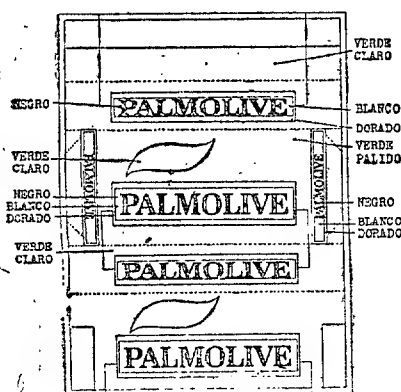 VERDE
CLARO
PALMOLIVE
NEGRO
BLANCO
DORADO
VERDE
PALIDO
VERDE
CLARO
PALMOLIVE
PALMOLIVE
NEGRO
BLANCO
DORADO
PALMOLIVE
NEGRO
BLANCO
DORADO
VERDE
CLARO
PALMOLIVE
PALMOLIVE